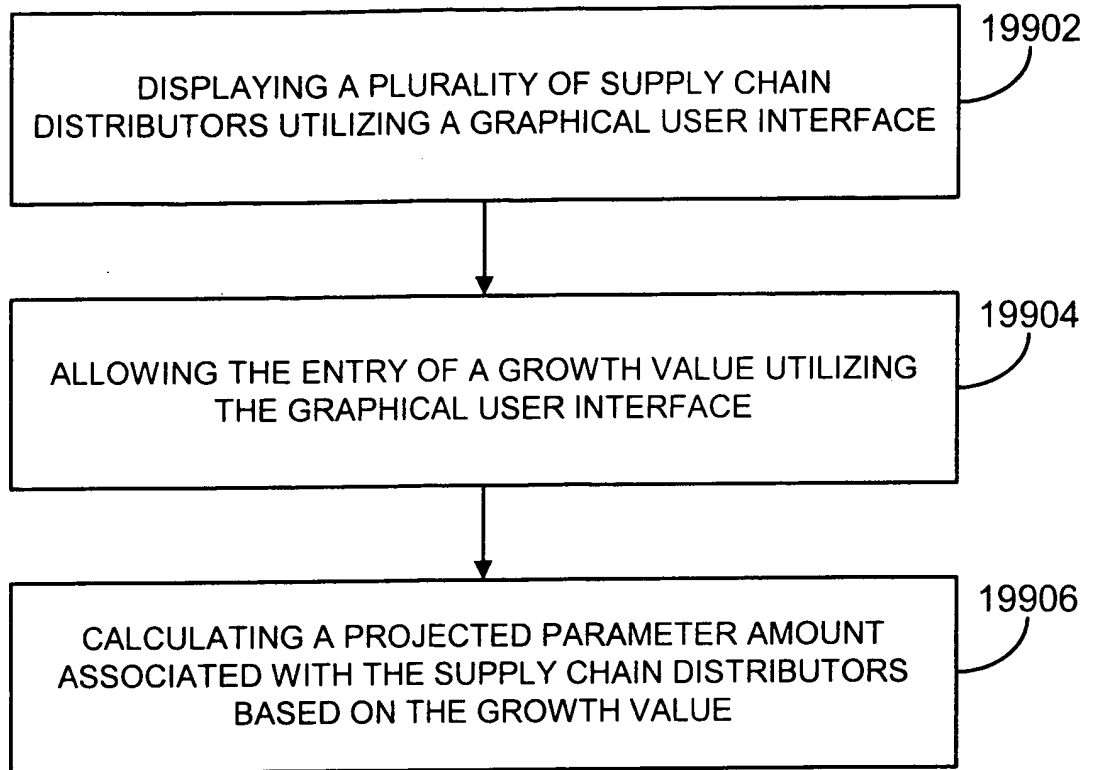 19902
DISPLAYING A PLURALITY OF SUPPLY CHAIN
DISTRIBUTORS UTILIZING A GRAPHICAL USER INTERFACE
19904
ALLOWING THE ENTRY OF A GROWTH VALUE UTILIZING
THE GRAPHICAL USER INTERFACE
19906
CALCULATING A PROJECTED PARAMETER AMOUNT
ASSOCIATED WITH THE SUPPLY CHAIN DISTRIBUTORS
BASED ON THE GROWTH VALUE